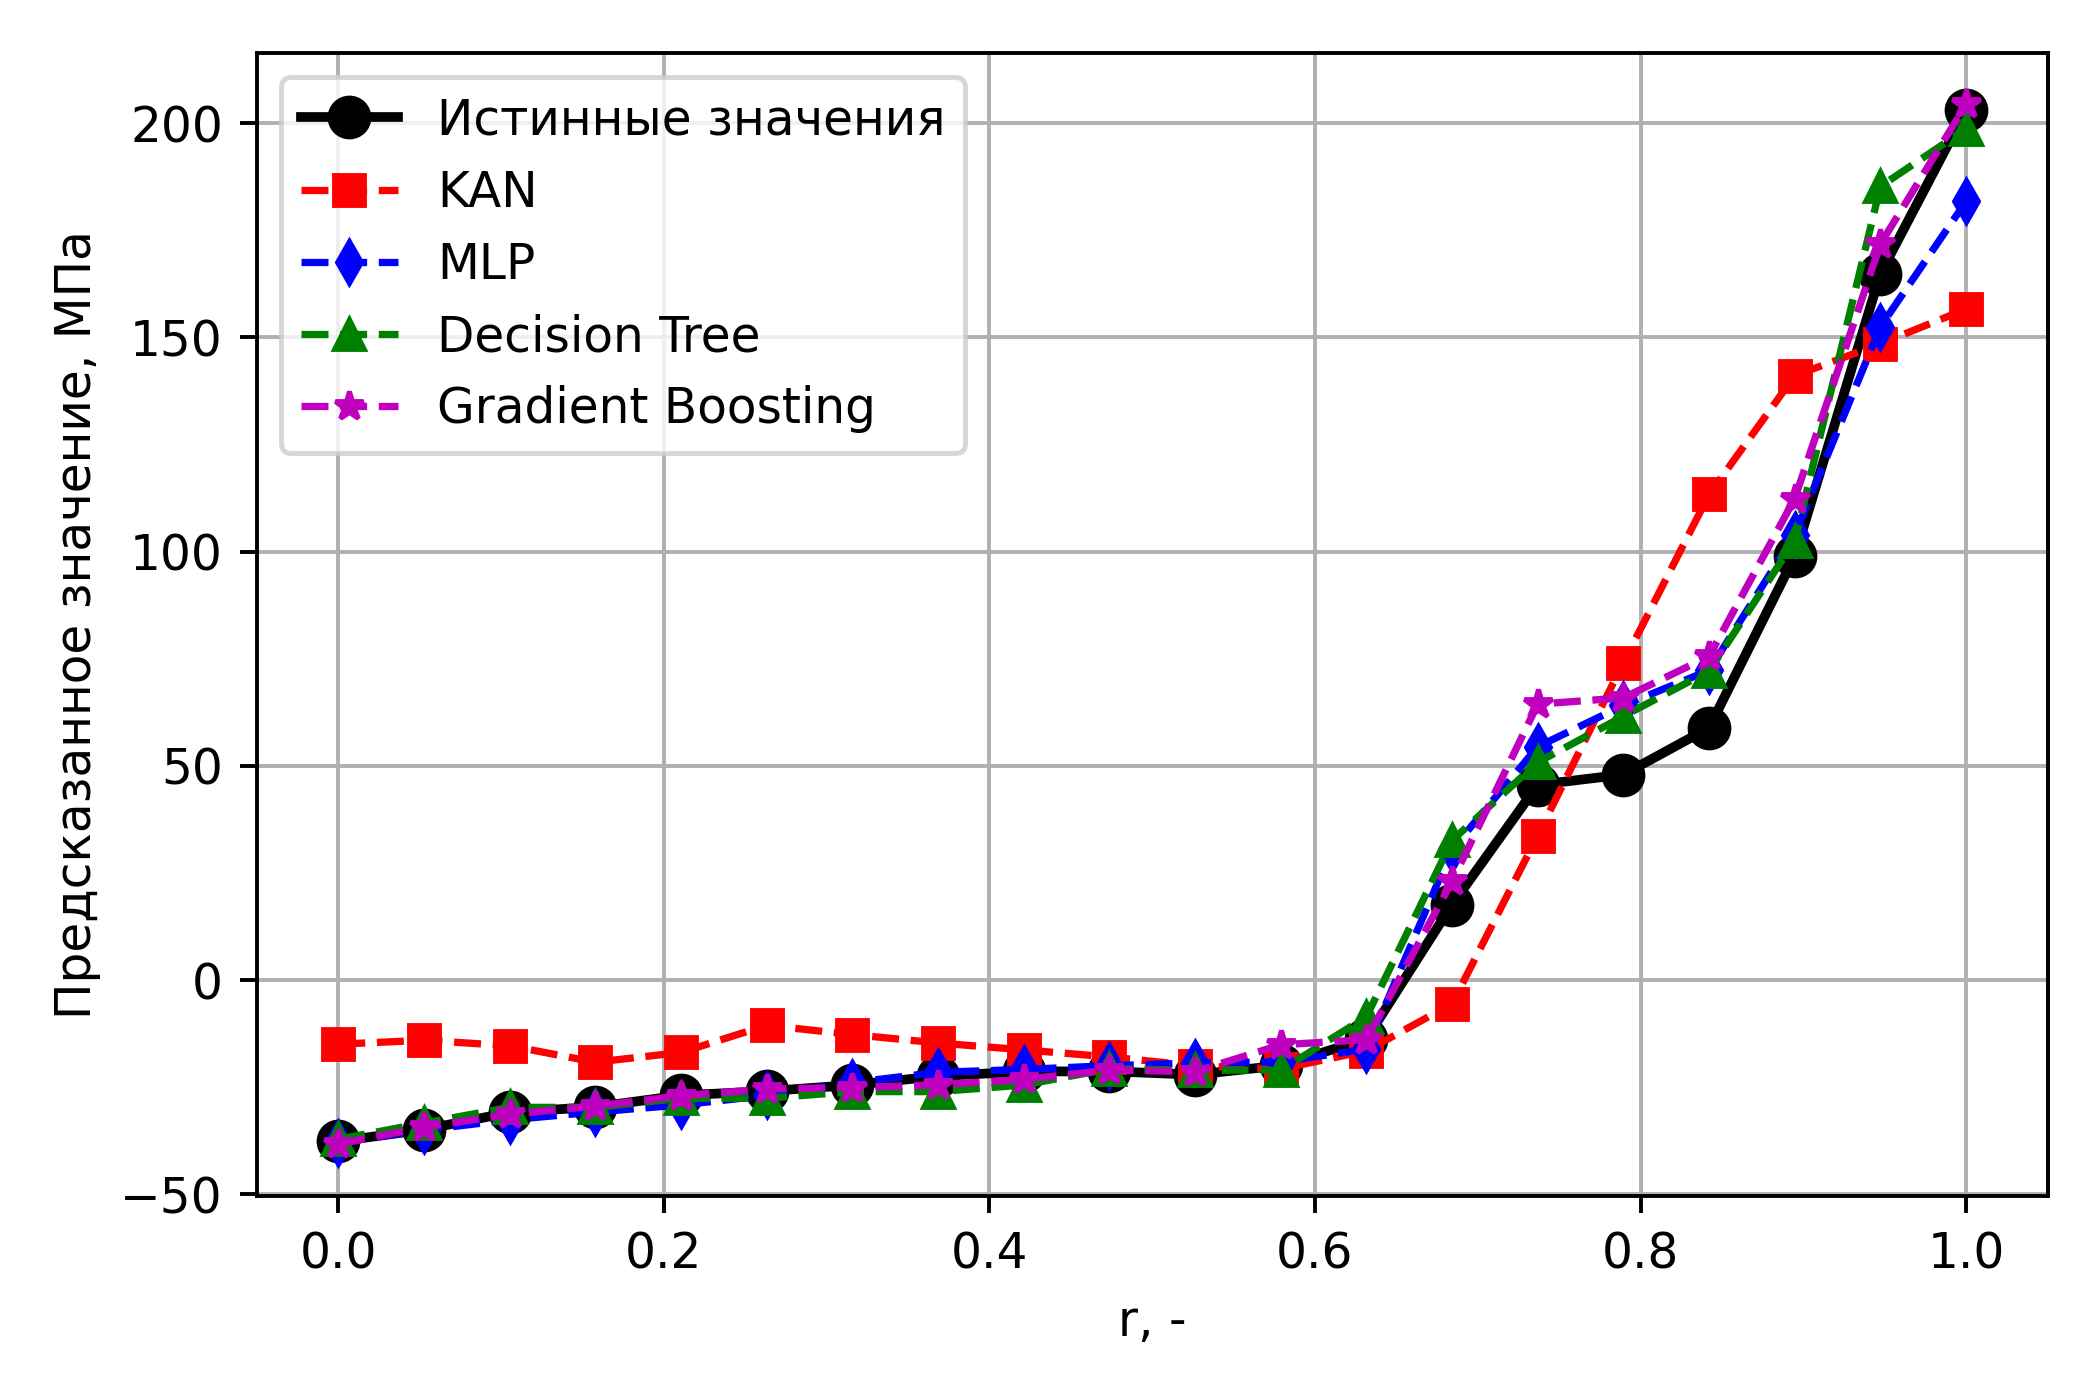 Истинные значения
KAN
MLP
Decision Tree
Gradient Boosting
Предсказанное значение, МПа
200
150
100
50
0
−50
0.0 0.2 0.4 0.6 0.8 1.0
r, -